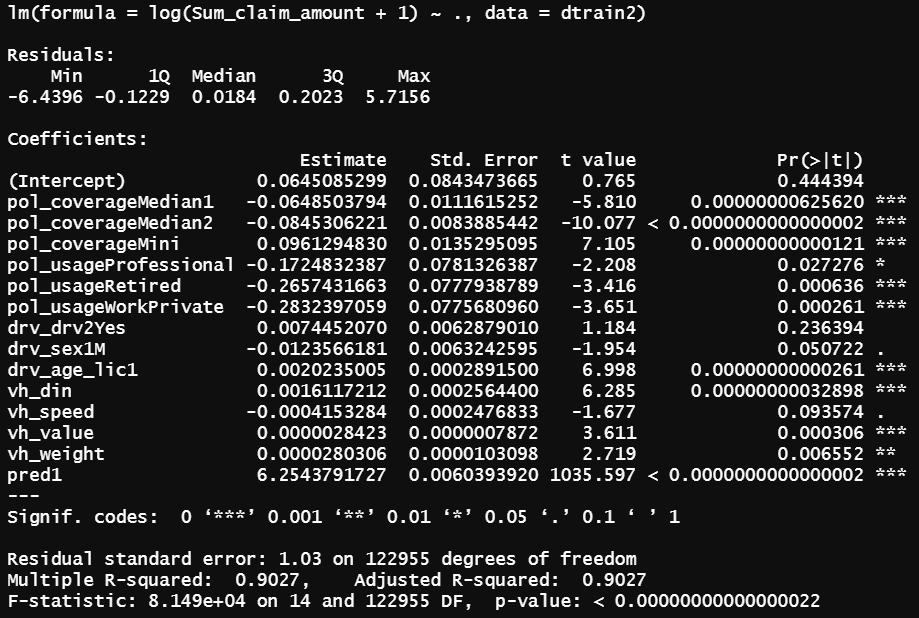 lm(formula = log(Sum_claim_amount + 1) ~ ., data = dtrain2)

Residuals:
    Min      1Q  Median      3Q     Max
-6.4396 -0.1229  0.0184  0.2023  5.7156

Coefficients:
                         Estimate    Std. Error  t value             Pr(>|t|)
(Intercept)          0.0645085299  0.0843473665    0.765             0.444394
pol_coverageMedian1 -0.0648503794  0.0111615252   -5.810     0.00000000625620 ***
pol_coverageMedian2 -0.0845306221  0.0083885442  -10.077 < 0.0000000000000002 ***
pol_coverageMini     0.0961294830  0.0135295095    7.105     0.00000000000121 ***
pol_usageProfessional -0.1724832387  0.0781326387   -2.208             0.027276 *
pol_usageRetired    -0.2657431663  0.0777938789   -3.416             0.000636 ***
pol_usageWorkPrivate -0.2832397059  0.0775680960   -3.651             0.000261 ***
drv_drv2Yes          0.0074452070  0.0062879010    1.184             0.236394
drv_sex1M           -0.0123566181  0.0063242595   -1.954             0.050722 .
drv_age_lic1         0.0020235005  0.0002891500    6.998     0.00000000000261 ***
vh_din               0.0016117212  0.0002564400    6.285     0.00000000032898 ***
vh_speed            -0.0004153284  0.0002476833   -1.677             0.093574 .
vh_value             0.0000028423  0.0000007872    3.611             0.000306 ***
vh_weight            0.0000280306  0.0000103098    2.719             0.006552 **
pred1                6.2543791727  0.0060393920 1035.597 < 0.0000000000000002 ***
---
Signif. codes:  0 ‘***’ 0.001 ‘**’ 0.01 ‘*’ 0.05 ‘.’ 0.1 ‘ ’ 1

Residual standard error: 1.03 on 122955 degrees of freedom
Multiple R-squared:  0.9027,    Adjusted R-squared:  0.9027
F-statistic: 8.149e+04 on 14 and 122955 DF,  p-value: < 0.00000000000000022